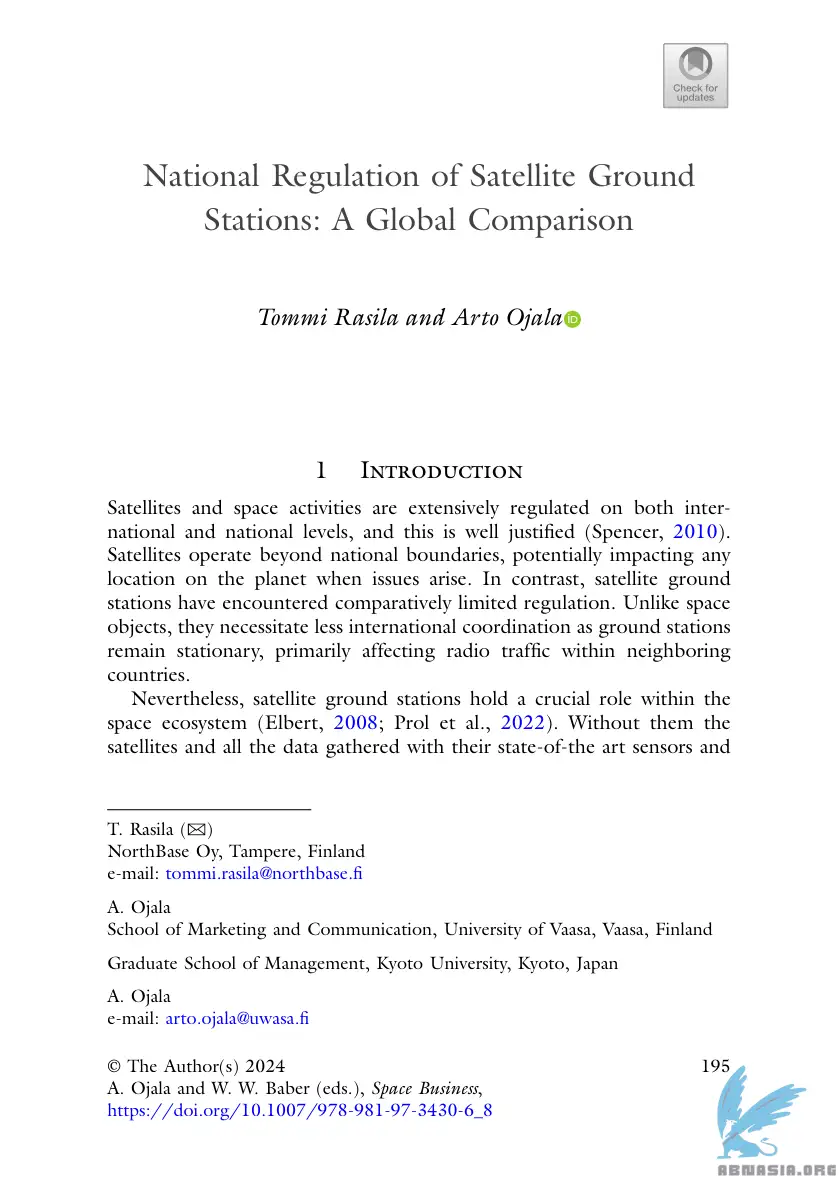 Check for
updates
National Regulation of Satellite Ground
Stations: A Global Comparison
Tommi Rasila and Arto Ojala
iD
1 Introduction
Satellites and space activities are extensively regulated on both inter-
national and national levels, and this is well justified (Spencer, 2010).
Satellites operate beyond national boundaries, potentially impacting any
location on the planet when issues arise. In contrast, satellite ground
stations have encountered comparatively limited regulation. Unlike space
objects, they necessitate less international coordination as ground stations
remain stationary, primarily affecting radio traffic within neighboring
countries.
Nevertheless, satellite ground stations hold a crucial role within the
space ecosystem (Elbert, 2008; Prol et al., 2022). Without them the
satellites and all the data gathered with their state-of-the art sensors and
T. Rasila (✉)
NorthBase Oy, Tampere, Finland
e-mail: tommi.rasila@northbase.fi
A. Ojala
School of Marketing and Communication, University of Vaasa, Vaasa, Finland
Graduate School of Management, Kyoto University, Kyoto, Japan
A. Ojala
e-mail: arto.ojala@uwasa.fi
© The Author(s) 2024
195
A. Ojala and W. W. Baber (eds.), Space Business,
https://doi.org/10.1007/978-981-97-3430-6_8
ABNASIA.ORG